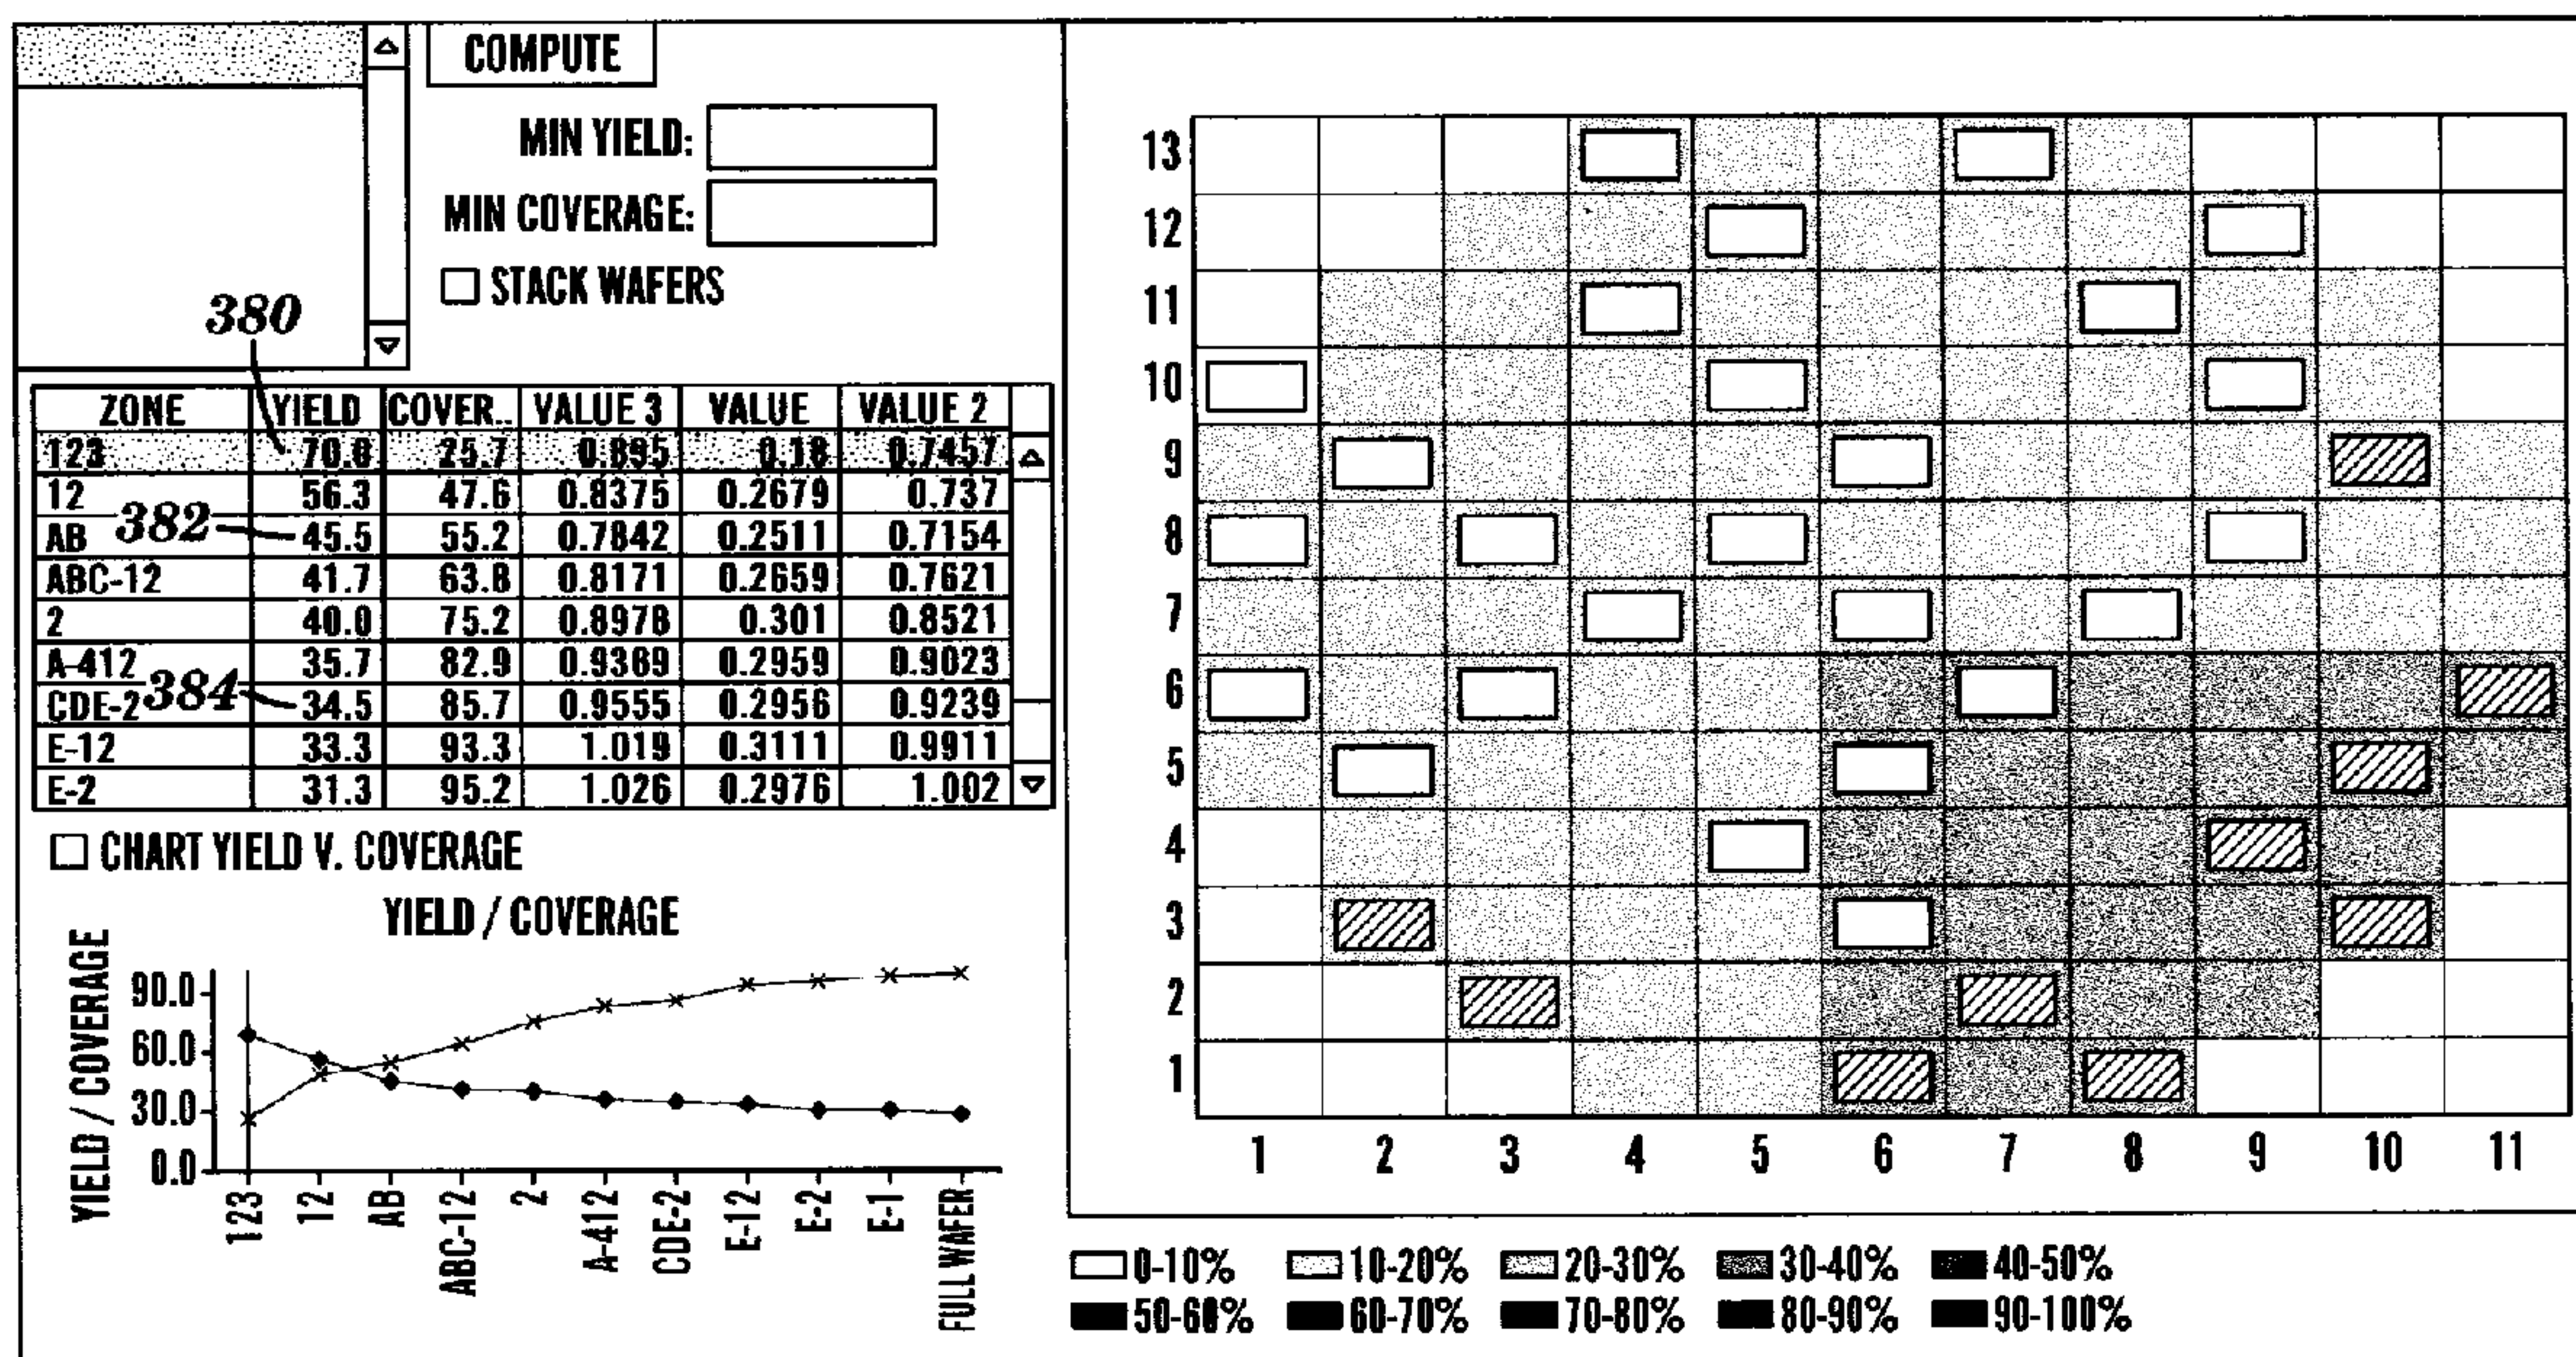 COMPUTE
MIN YIELD:
MIN COVERAGE:
STACK WAFERS
380
ZONE YIELD COVER.. VALUE 3 VALUE VALUE 2
123 25.7 0.895 0.18 0.7457
12 56.3 47.6 0.8375 0.2679 0.737
AB 382 45.5 55.2 0.7842 0.2511 0.7154
ABC-12 41.7 63.8 0.8171 0.2659 0.7621
2 40.0 75.2 0.8978 0.301 0.8521
A-412 35.7 82.9 0.9369 0.2959 0.9023
CDE-2 384 34.5 85.7 0.9555 0.2956 0.9239
E-12 33.3 93.3 1.019 0.3111 0.9911
E-2 31.3 95.2 1.026 0.2976 1.002
CHART YIELD V. COVERAGE
YIELD / COVERAGE
YIELD / COVERAGE
90.0
60.0
30.0
0.0
123 12 AB ABC-12 2 A-412 CDE-2 E-12 E-2 E-1 FULL WAFER
13
12
11
10
9
8
7
6
5
4
3
2
1
1 2 3 4 5 6 7 8 9 10 11
0-10% 10-20% 20-30% 30-40% 40-50%
50-60% 60-70% 70-80% 80-90% 90-100%